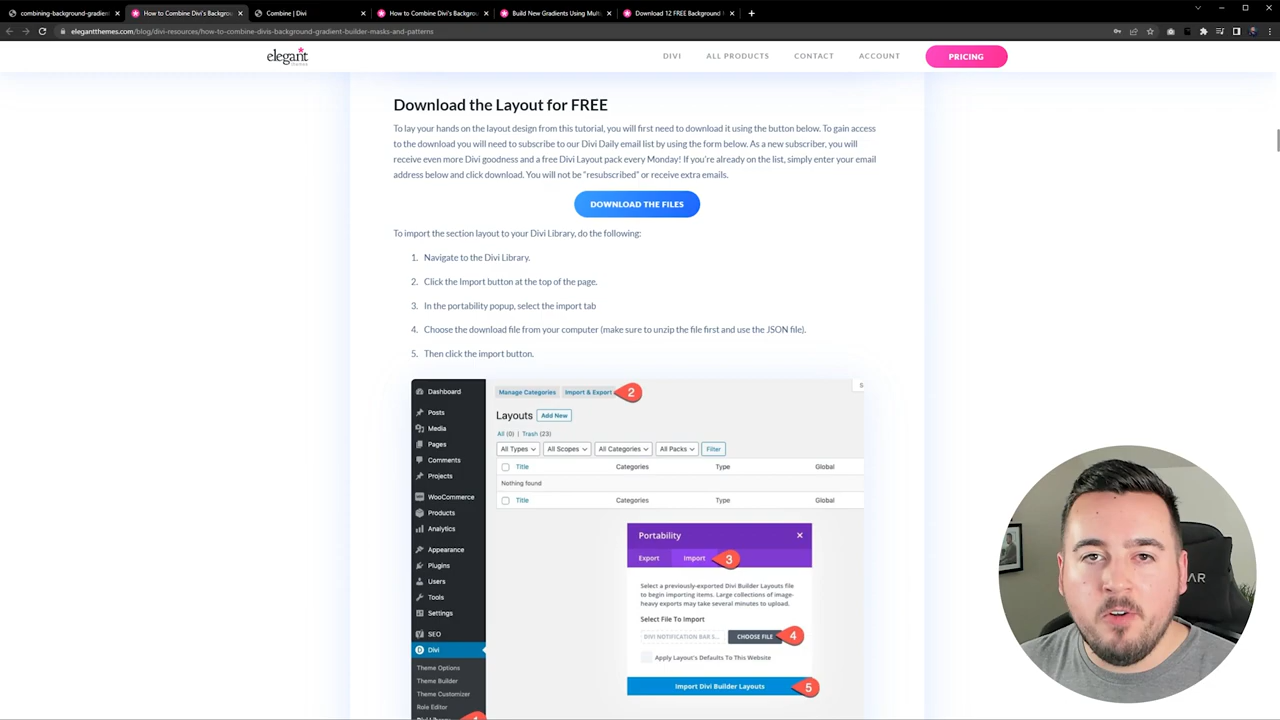 combining-background-gradien
How to Combine Divi's Backgrou
Combine | Divi
How to Combine Divi's Backgrou
Build New Gradients Using Mult
Download 12 FREE Background
elegantthemes.com/blog/divi-resources/how-to-combine-divis-background-gradient-builder-masks-and-patterns
elegant
themes
DIVI
ALL PRODUCTS
CONTACT
ACCOUNT
PRICING
Download the Layout for FREE
To lay your hands on the layout design from this tutorial, you will first need to download it using the button below. To gain access
to the download you will need to subscribe to our Divi Daily email list by using the form below. As a new subscriber, you will
receive even more Divi goodness and a free Divi Layout pack every Monday! If you're already on the list, simply enter your email
address below and click download. You will not be "resubscribed" or receive extra emails.
DOWNLOAD THE FILES
To import the section layout to your Divi Library, do the following:
1. Navigate to the Divi Library.
2. Click the Import button at the top of the page.
3. In the portability popup, select the import tab
4. Choose the download file from your computer (make sure to unzip the file first and use the JSON file).
5. Then click the import button.
Dashboard
Posts
Media
Pages
Comments
Projects
WooCommerce
Products
Analytics
Appearance
Plugins
Users
Tools
Settings
SEO
Divi
Theme Options
Theme Builder
Theme Customizer
Role Editor
Divi Library
1
Manage Categories
Import & Export
2
S
Layouts
Add New
All (0) | Trash (23)
All Types
All Scopes
All Categories
All Packs
Filter
Title Categories Type Global
Nothing found
Title Categories Type Global
Portability
Export
Import
3
Select a previously-exported Divi Builder Layouts file
to begin importing items. Large collections of image-
heavy exports may take several minutes to upload.
Select File To Import
DIVI NOTIFICATION BAR L...
CHOOSE FILE
4
Apply Layout's Defaults To This Website
Import Divi Builder Layouts
5